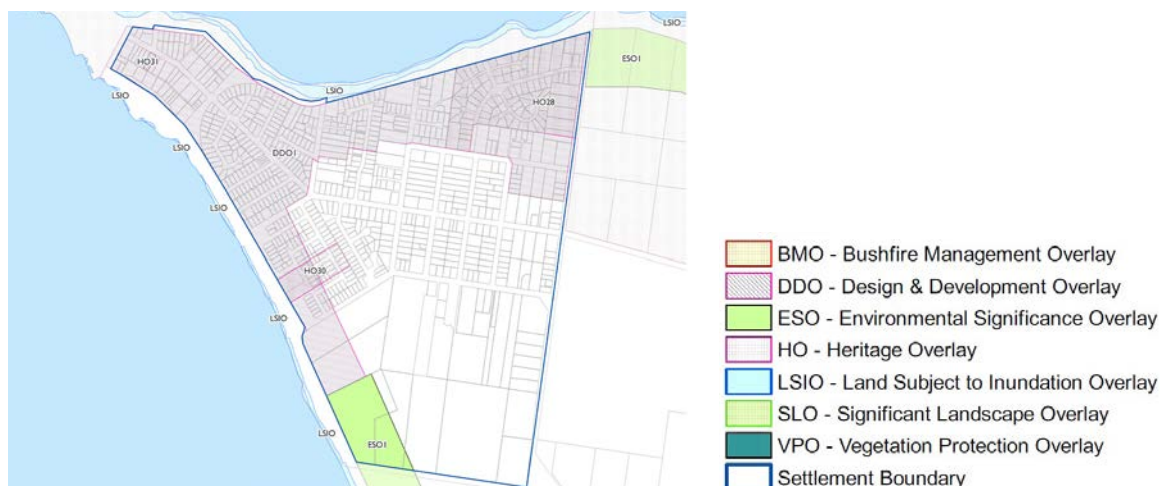 LSIO
HO31
ESO1
LSIO
LSIO
HO28
LSIO
DDO1
LSIO
HO30
LSIO
LSIO
ESO1
BMO - Bushfire Management Overlay
DDO - Design & Development Overlay
ESO - Environmental Significance Overlay
HO - Heritage Overlay
LSIO - Land Subject to Inundation Overlay
SLO - Significant Landscape Overlay
VPO - Vegetation Protection Overlay
Settlement Boundary